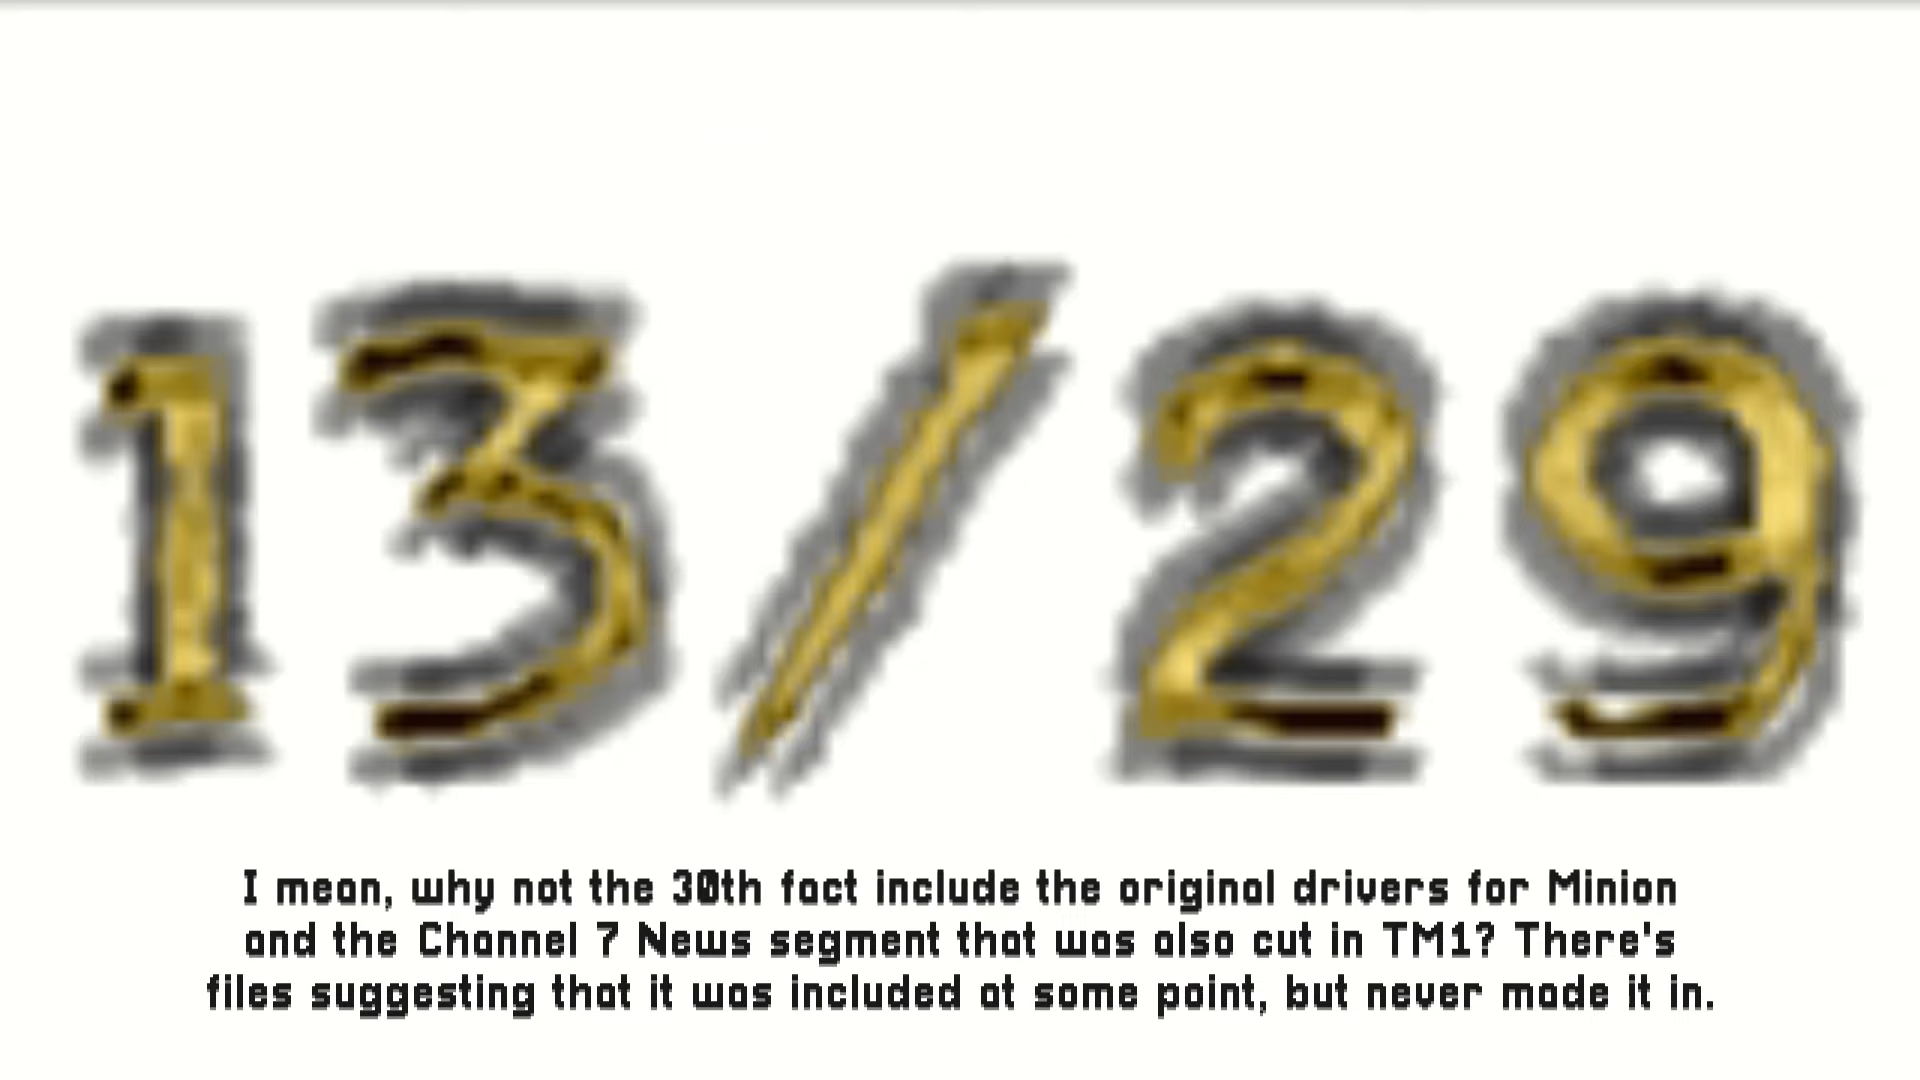 13/29
I mean, why not the 30th fact include the original drivers for Minion
and the Channel 7 News segment that was also cut in TM1? There's
files suggesting that it was included at some point, but never made it in.